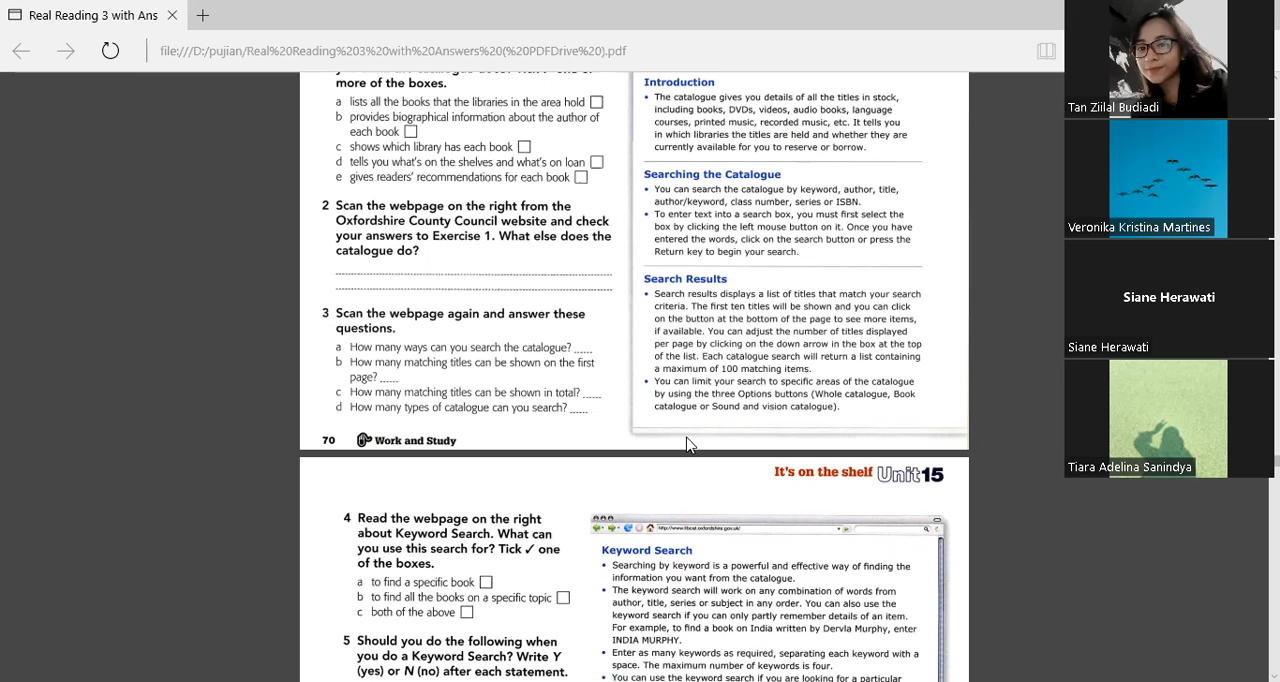 Real Reading 3 with Ans
file:///D:/pujian/Real%20Reading%203%20with%20Answers%20(%20PDFDrive%20).pdf
more of the boxes.
a lists all the books that the libraries in the area hold
b provides biographical information about the author of
each book
c shows which library has each book
d tells you what's on the shelves and what's on loan
e gives readers' recommendations for each book
2 Scan the webpage on the right from the
Oxfordshire County Council website and check
your answers to Exercise 1. What else does the
catalogue do?
3 Scan the webpage again and answer these
questions.
a How many ways can you search the catalogue?
b How many matching titles can be shown on the first
page?
c How many matching titles can be shown in total?
d How many types of catalogue can you search?
70 Work and Study
Introduction
• The catalogue gives you details of all the titles in stock,
including books, DVDs, videos, audio books, language
courses, printed music, recorded music, etc. It tells you
in which libraries the titles are held and whether they are
currently available for you to reserve or borrow.
Searching the Catalogue
• You can search the catalogue by keyword, author, title,
author/keyword, class number, series or ISBN.
• To enter text into a search box, you must first select the
box by clicking the left mouse button on it. Once you have
entered the words, click on the search button or press the
Return key to begin your search.
Search Results
• Search results displays a list of titles that match your search
criteria. The first ten titles will be shown and you can click
on the button at the bottom of the page to see more items,
if available. You can adjust the number of titles displayed
per page by clicking on the down arrow in the box at the top
of the list. Each catalogue search will return a list containing
a maximum of 100 matching items.
• You can limit your search to specific areas of the catalogue
by using the three Options buttons (Whole catalogue, Book
catalogue or Sound and vision catalogue).
It's on the shelf Unit 15
4 Read the webpage on the right
about Keyword Search. What can
you use this search for? Tick ✓ one
of the boxes.
a to find a specific book
b to find all the books on a specific topic
c both of the above
5 Should you do the following when
you do a Keyword Search? Write Y
(yes) or N (no) after each statement.
http://www.libcat.oxfordshire.gov.uk/
Keyword Search
• Searching by keyword is a powerful and effective way of finding the
information you want from the catalogue.
• The keyword search will work on any combination of words from
author, title, series or subject in any order. You can also use the
keyword search if you can only partly remember details of an item.
For example, to find a book on India written by Dervla Murphy, enter
INDIA MURPHY.
• Enter as many keywords as required, separating each keyword with a
space. The maximum number of keywords is four.
• You can use the keyword search if you are looking for a particular
Tan Ziilal Budiadi
Veronika Kristina Martines
Siane Herawati
Siane Herawati
Tiara Adelina Sanindya